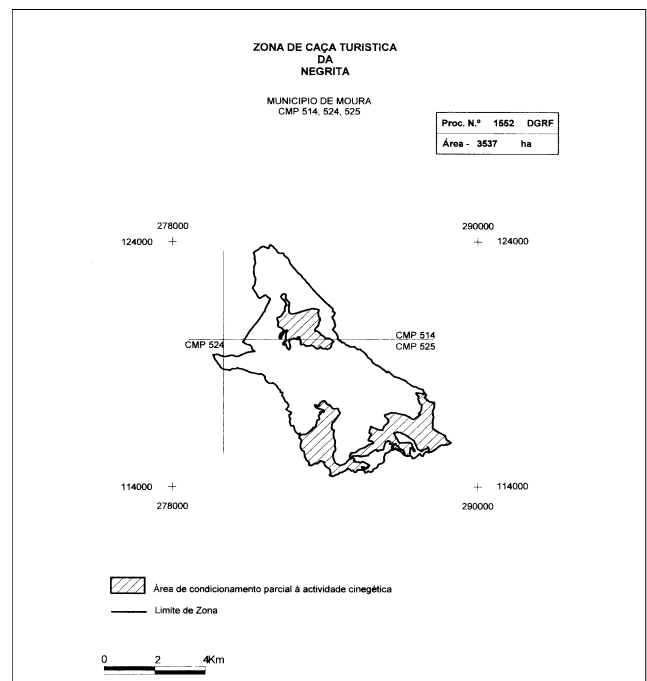 ZONA DE CAÇA TURISTICA
DA
NEGRITA
MUNICIPIO DE MOURA
CMP 514, 524, 525
Proc. N.º 1552 DGRF
Área - 3537 ha
278000
290000
124000
124000
CMP 514
CMP 524
CMP 525
114000
114000
278000
290000
Área de condicionamento parcial à actividade cinegética
Limite de Zona
0 2 4Km